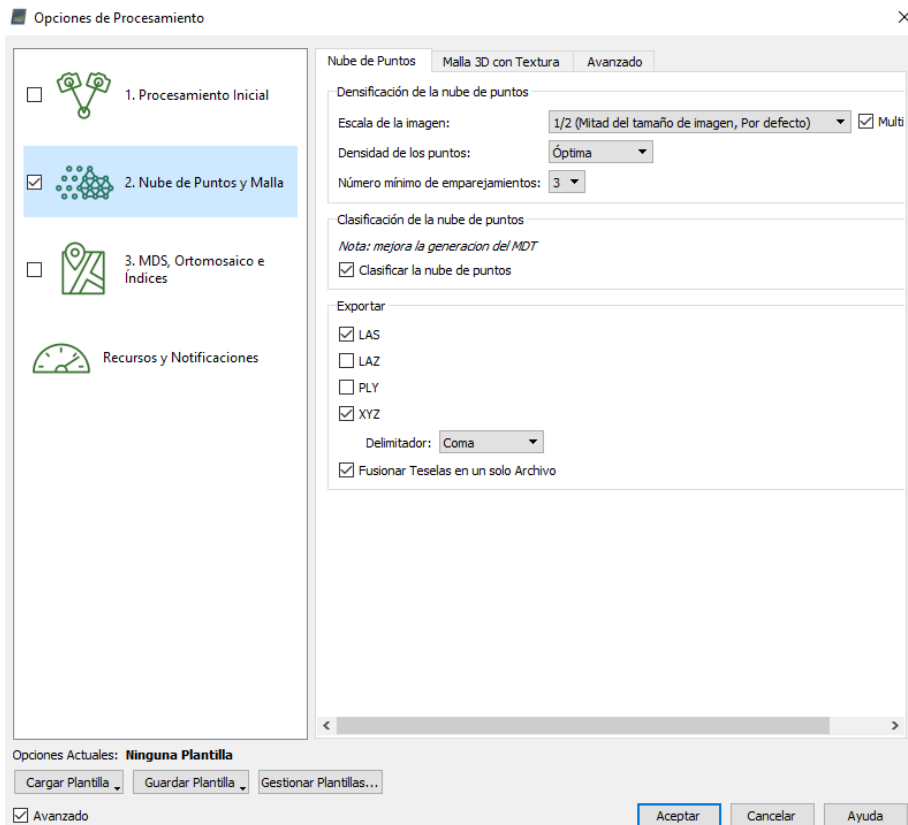 Opciones de Procesamiento
1. Procesamiento Inicial
2. Nube de Puntos y Malla
3. MDS, Ortomosaico e
Índices
Recursos y Notificaciones
Nube de Puntos Malla 3D con Textura Avanzado
Densificación de la nube de puntos
Escala de la imagen: 1/2 (Mitad del tamaño de imagen, Por defecto) Multi
Densidad de los puntos: Óptima
Número mínimo de emparejamientos: 3
Clasificación de la nube de puntos
Nota: mejora la generacion del MDT
Clasificar la nube de puntos
Exportar
LAS
LAZ
PLY
XYZ
Delimitador: Coma
Fusionar Teselas en un solo Archivo
Opciones Actuales: Ninguna Plantilla
Cargar Plantilla Guardar Plantilla Gestionar Plantillas...
Avanzado Aceptar Cancelar Ayuda